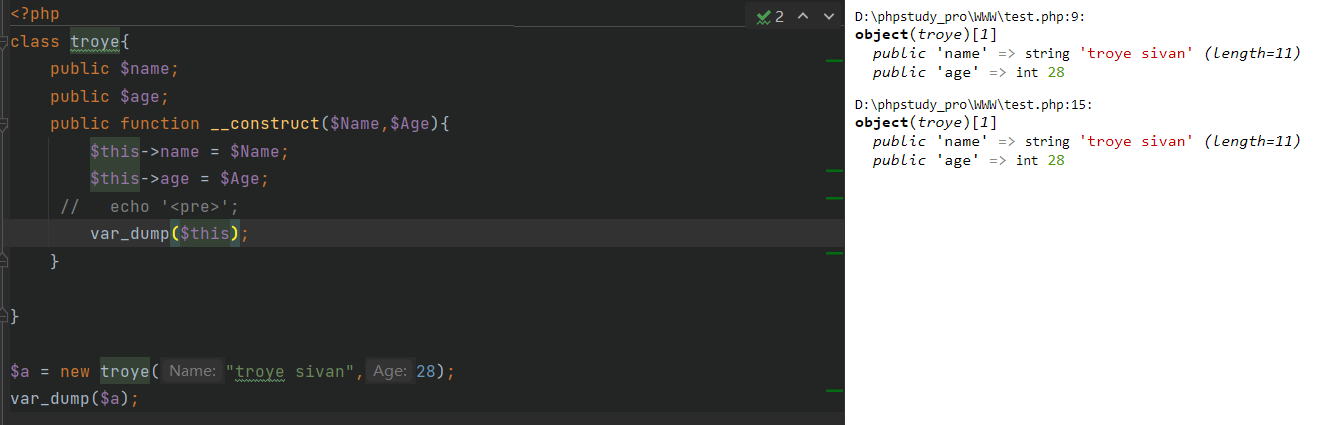 <?php
class troye{
public $name;
public $age;
public function __construct($Name,$Age){
$this->name = $Name;
$this->age = $Age;
//   echo '<pre>';
var_dump($this);
}
}
$a = new troye( Name: "troye sivan", Age: 28);
var_dump($a);
2
D:\phpstudy_pro\WWW\test.php:9:
object(troye)[1]
public 'name' => string 'troye sivan' (length=11)
public 'age' => int 28
D:\phpstudy_pro\WWW\test.php:15:
object(troye)[1]
public 'name' => string 'troye sivan' (length=11)
public 'age' => int 28